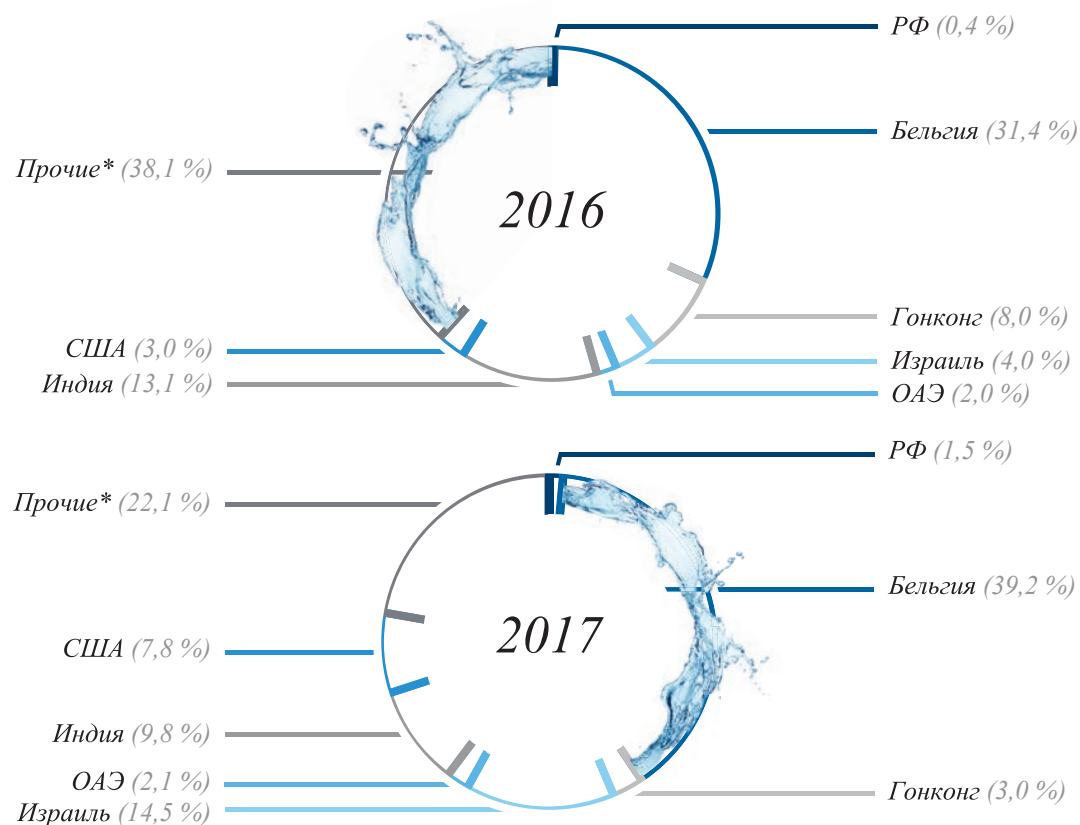 РФ (0,4 %)
Бельгия (31,4 %)
Прочие* (38,1 %)
2016
Гонконг (8,0 %)
США (3,0 %)
Израиль (4,0 %)
Индия (13,1 %)
ОАЭ (2,0 %)
РФ (1,5 %)
Прочие* (22,1 %)
Бельгия (39,2 %)
2017
США (7,8 %)
Индия (9,8 %)
ОАЭ (2,1 %)
Гонконг (3,0 %)
Израиль (14,5 %)